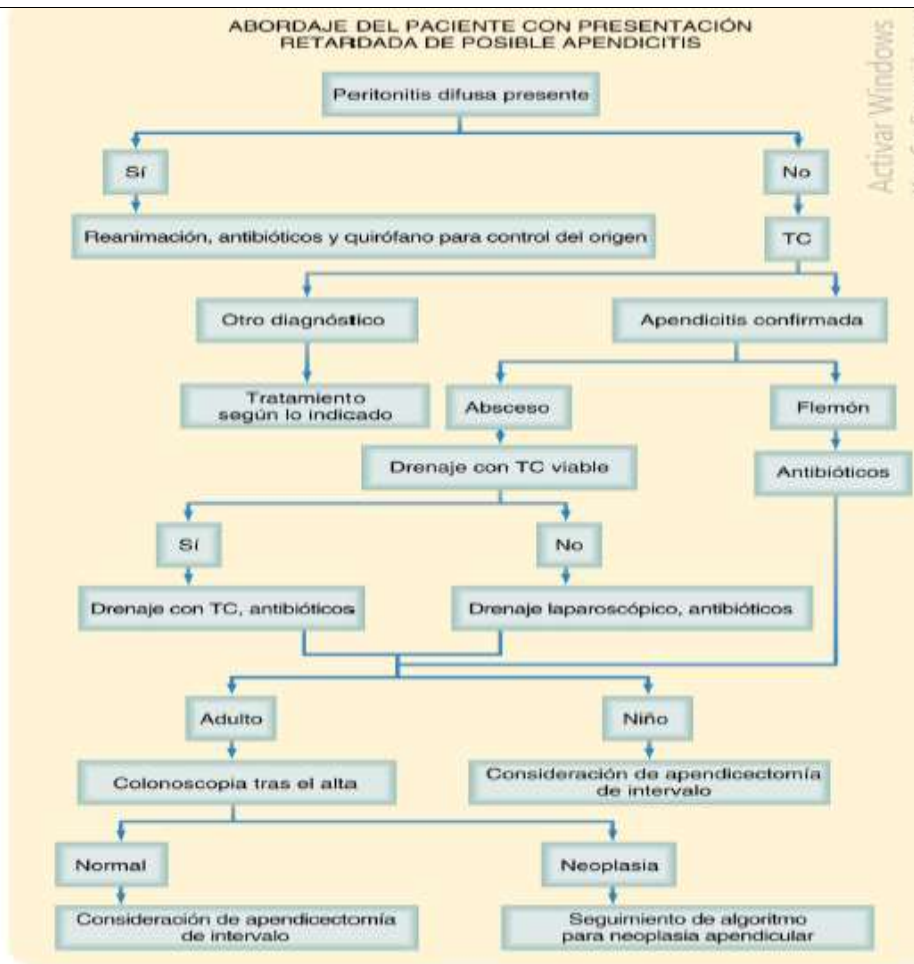 ABORDAJE DEL PACIENTE CON PRESENTACIÓN
RETARDADA DE POSIBLE APENDICITIS
Peritonitis difusa presente
Sí
No
Reanimación, antibióticos y quirófano para control del origen
TC
Otro diagnóstico
Apendicitis confirmada
Tratamiento
según lo indicado
Absceso
Flemón
Drenaje con TC viable
Antibióticos
Sí
No
Drenaje con TC, antibióticos
Drenaje laparoscópico, antibióticos
Adulto
Niño
Colonoscopia tras el alta
Consideración de apendicectomía
de intervalo
Normal
Neoplasia
Consideración de apendicectomía
de intervalo
Seguimiento de algoritmo
para neoplasia apendicular
Activar Windows